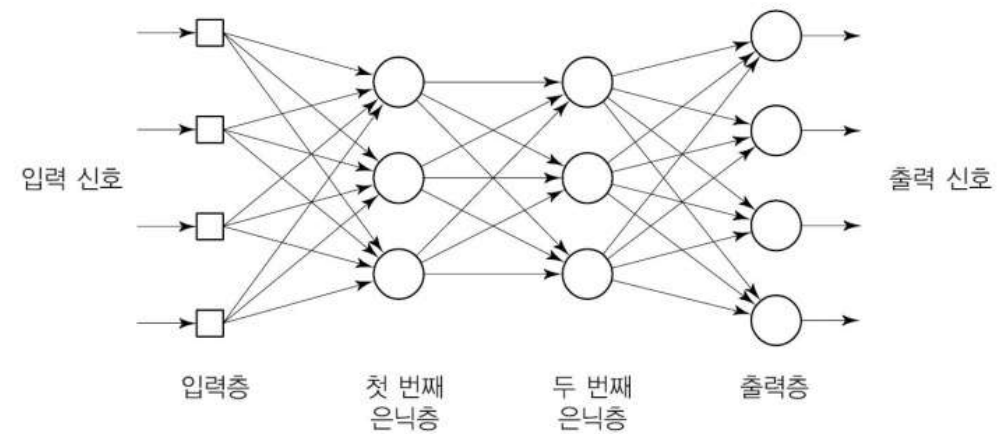 입력 신호
출력 신호
입력층
첫 번째
은닉층
두 번째
은닉층
출력층